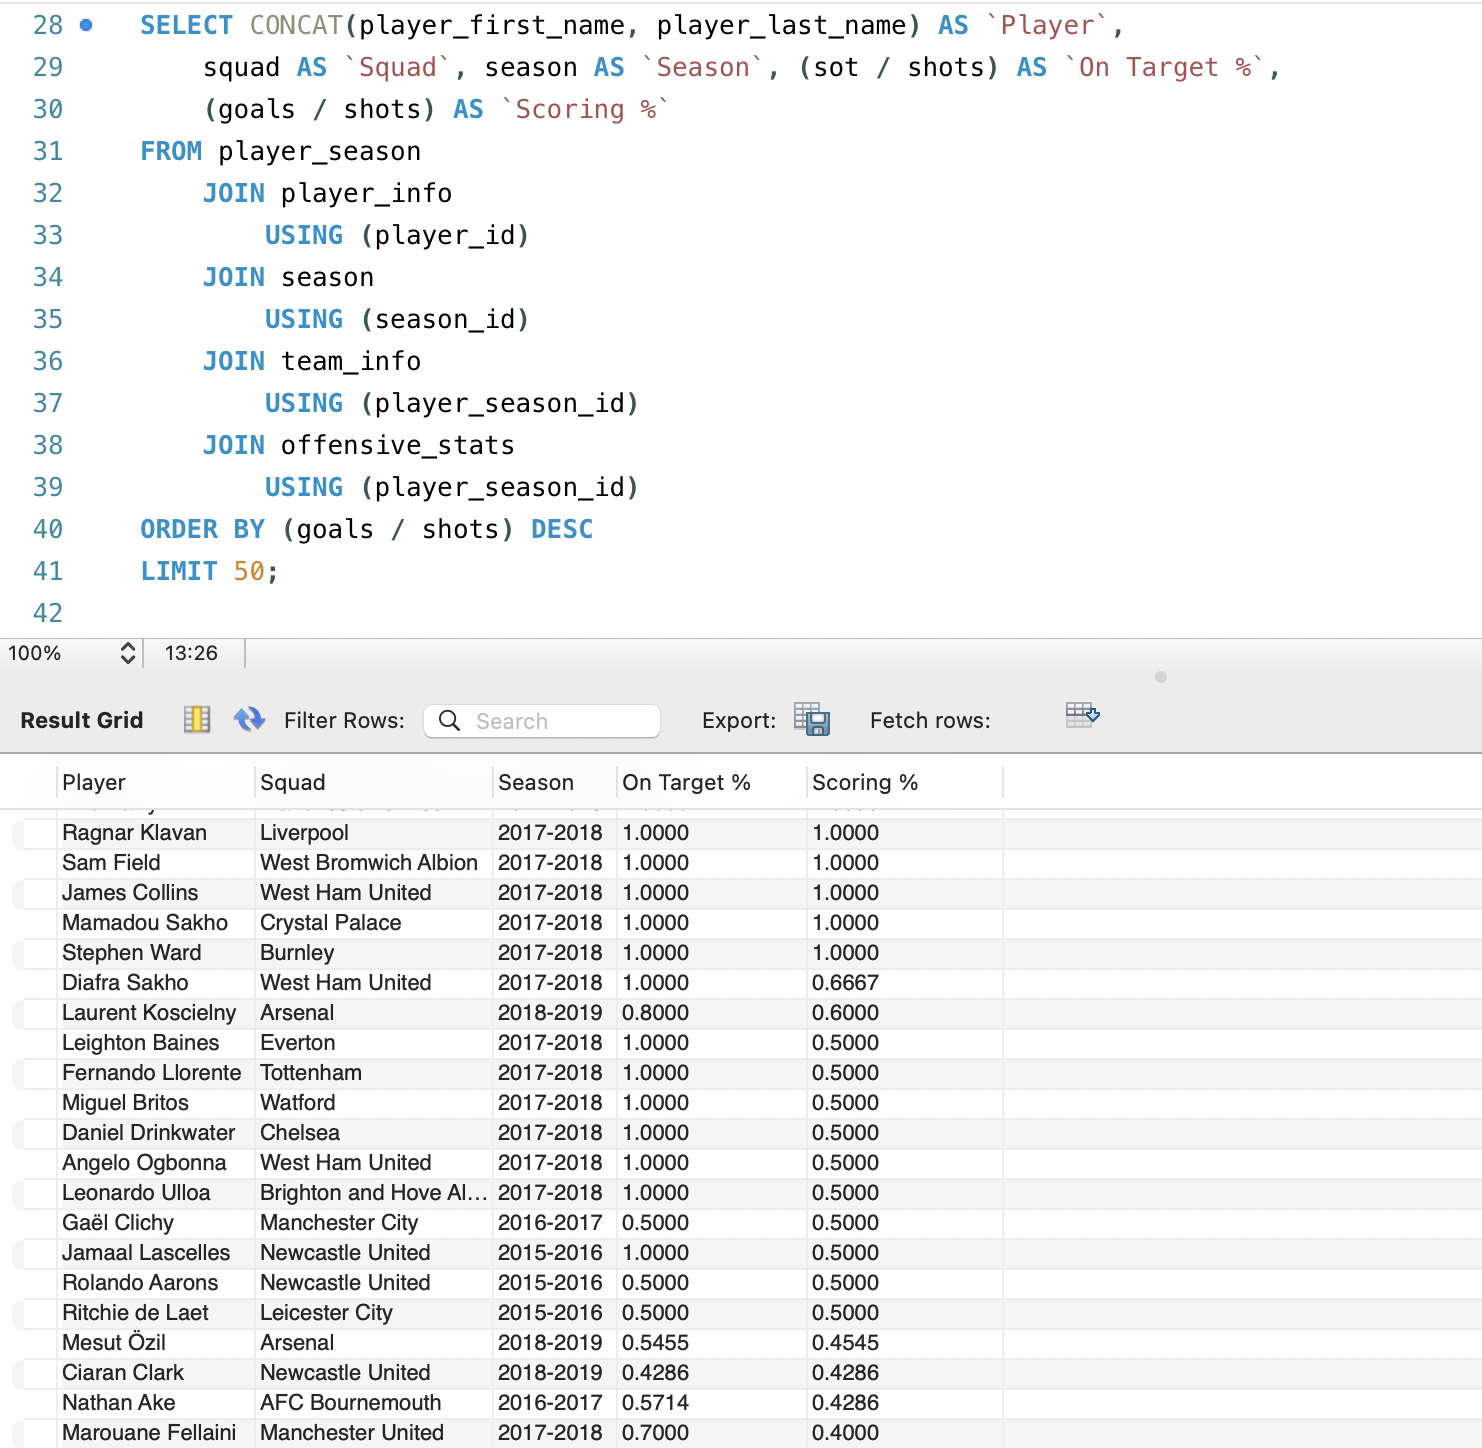 28 SELECT CONCAT(player_first_name, player_last_name) AS `Player`,
29 squad AS `Squad`, season AS `Season`, (sot / shots) AS `On Target %`,
30 (goals / shots) AS `Scoring %`
31 FROM player_season
32 JOIN player_info
33 USING (player_id)
34 JOIN season
35 USING (season_id)
36 JOIN team_info
37 USING (player_season_id)
38 JOIN offensive_stats
39 USING (player_season_id)
40 ORDER BY (goals / shots) DESC
41 LIMIT 50;
42
100% 13:26
Result Grid Filter Rows: Search Export: Fetch rows:
Player Squad Season On Target % Scoring %
Ragnar Klavan Liverpool 2017-2018 1.0000 1.0000
Sam Field West Bromwich Albion 2017-2018 1.0000 1.0000
James Collins West Ham United 2017-2018 1.0000 1.0000
Mamadou Sakho Crystal Palace 2017-2018 1.0000 1.0000
Stephen Ward Burnley 2017-2018 1.0000 1.0000
Diafra Sakho West Ham United 2017-2018 1.0000 0.6667
Laurent Koscielny Arsenal 2018-2019 0.8000 0.6000
Leighton Baines Everton 2017-2018 1.0000 0.5000
Fernando Llorente Tottenham 2017-2018 1.0000 0.5000
Miguel Britos Watford 2017-2018 1.0000 0.5000
Daniel Drinkwater Chelsea 2017-2018 1.0000 0.5000
Angelo Ogbonna West Ham United 2017-2018 1.0000 0.5000
Leonardo Ulloa Brighton and Hove Al... 2017-2018 1.0000 0.5000
Gaël Clichy Manchester City 2016-2017 0.5000 0.5000
Jamaal Lascelles Newcastle United 2015-2016 1.0000 0.5000
Rolando Aarons Newcastle United 2015-2016 0.5000 0.5000
Ritchie de Laet Leicester City 2015-2016 0.5000 0.5000
Mesut Özil Arsenal 2018-2019 0.5455 0.4545
Ciaran Clark Newcastle United 2018-2019 0.4286 0.4286
Nathan Ake AFC Bournemouth 2016-2017 0.5714 0.4286
Marouane Fellaini Manchester United 2017-2018 0.7000 0.4000